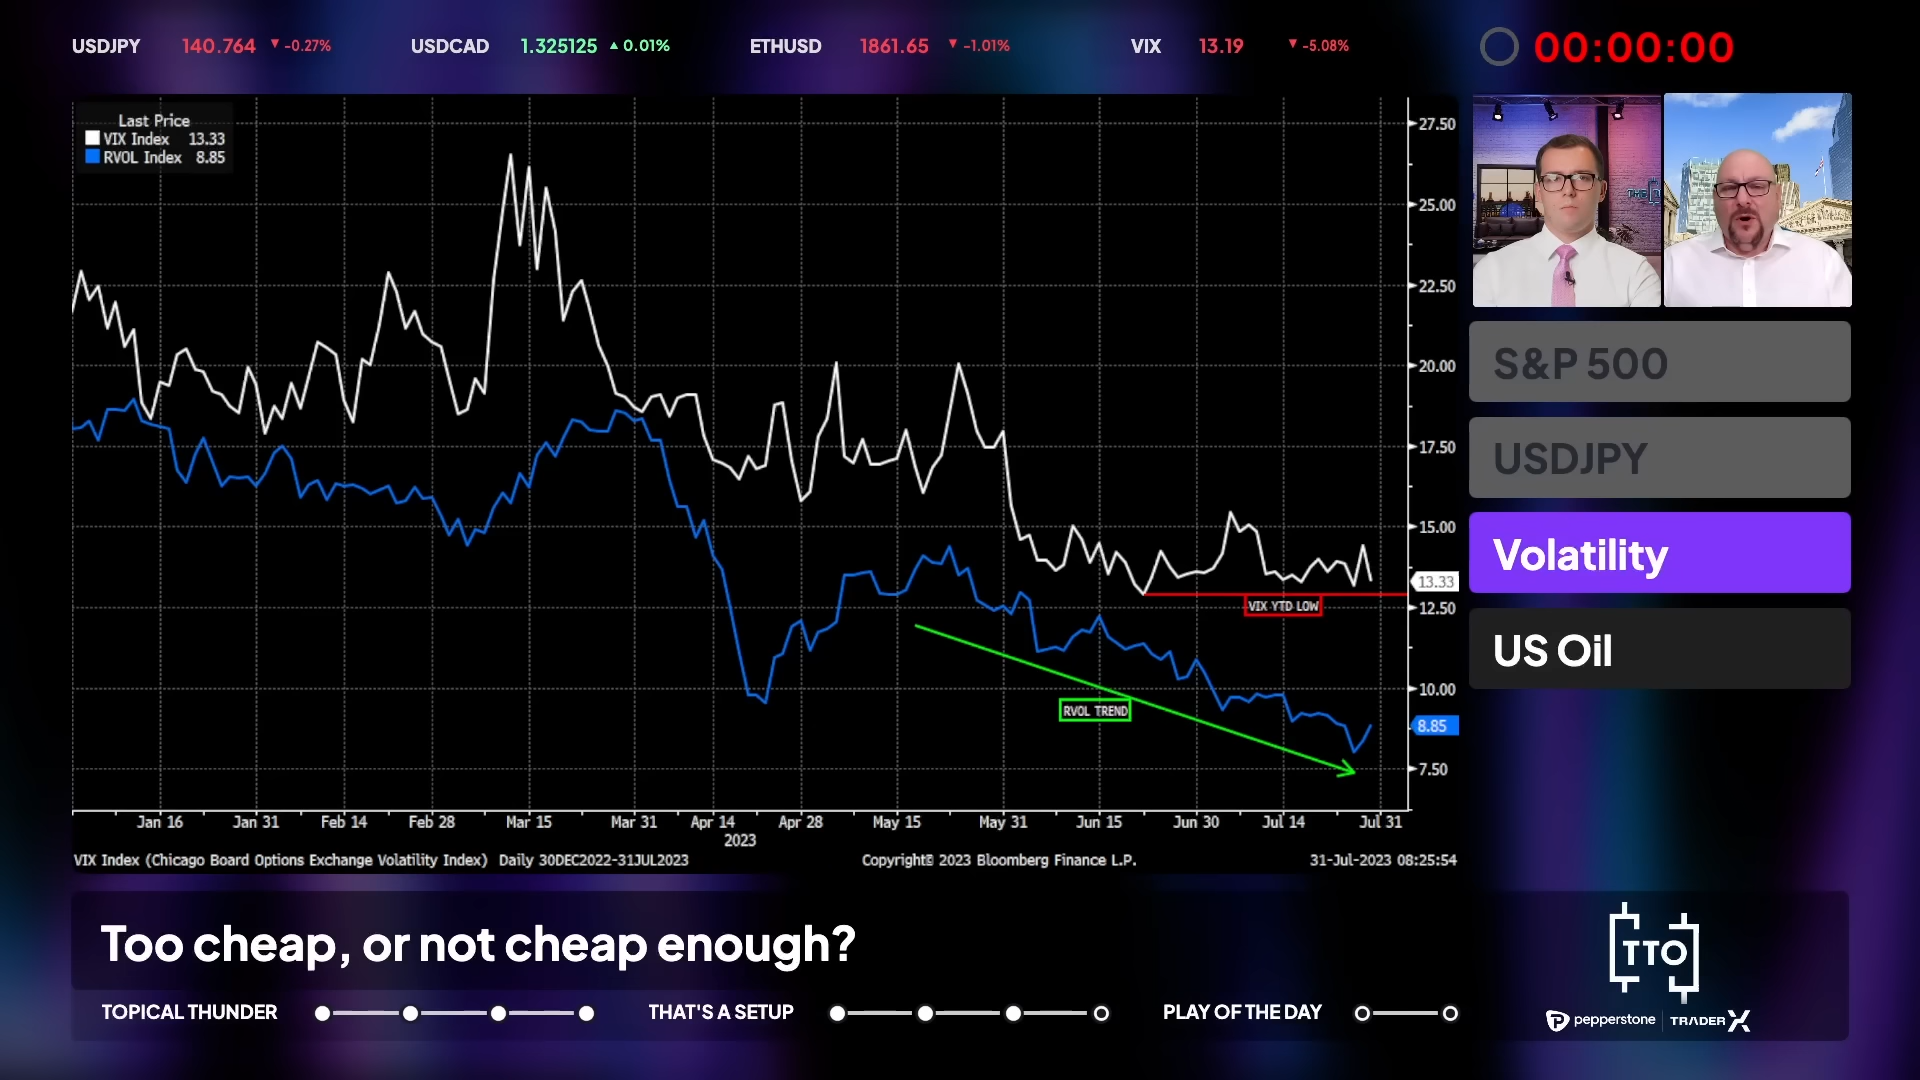 USDJPY 140.764 ▼ -0.27% USDCAD 1.325125 ▲ 0.01% ETHUSD 1861.65 ▼ -1.01% VIX 13.19 ▼ -5.08% 00:00:00
Last Price
VIX Index 13.33
RVOL Index 8.85
27.50
25.00
22.50
20.00
17.50
15.00
13.33
12.50
10.00
8.85
7.50
VIX YTD LOW
RVOL TREND
Jan 16 Jan 31 Feb 14 Feb 28 Mar 15 Mar 31 Apr 14 Apr 28 May 15 May 31 Jun 15 Jun 30 Jul 14 Jul 31
2023
VIX Index (Chicago Board Options Exchange Volatility Index) Daily 30DEC2022-31JUL2023 Copyright© 2023 Bloomberg Finance L.P. 31-Jul-2023 08:25:54
S&P 500
USDJPY
Volatility
US Oil
Too cheap, or not cheap enough?
TOPICAL THUNDER THAT'S A SETUP PLAY OF THE DAY
TTO
pepperstone | TRADER X